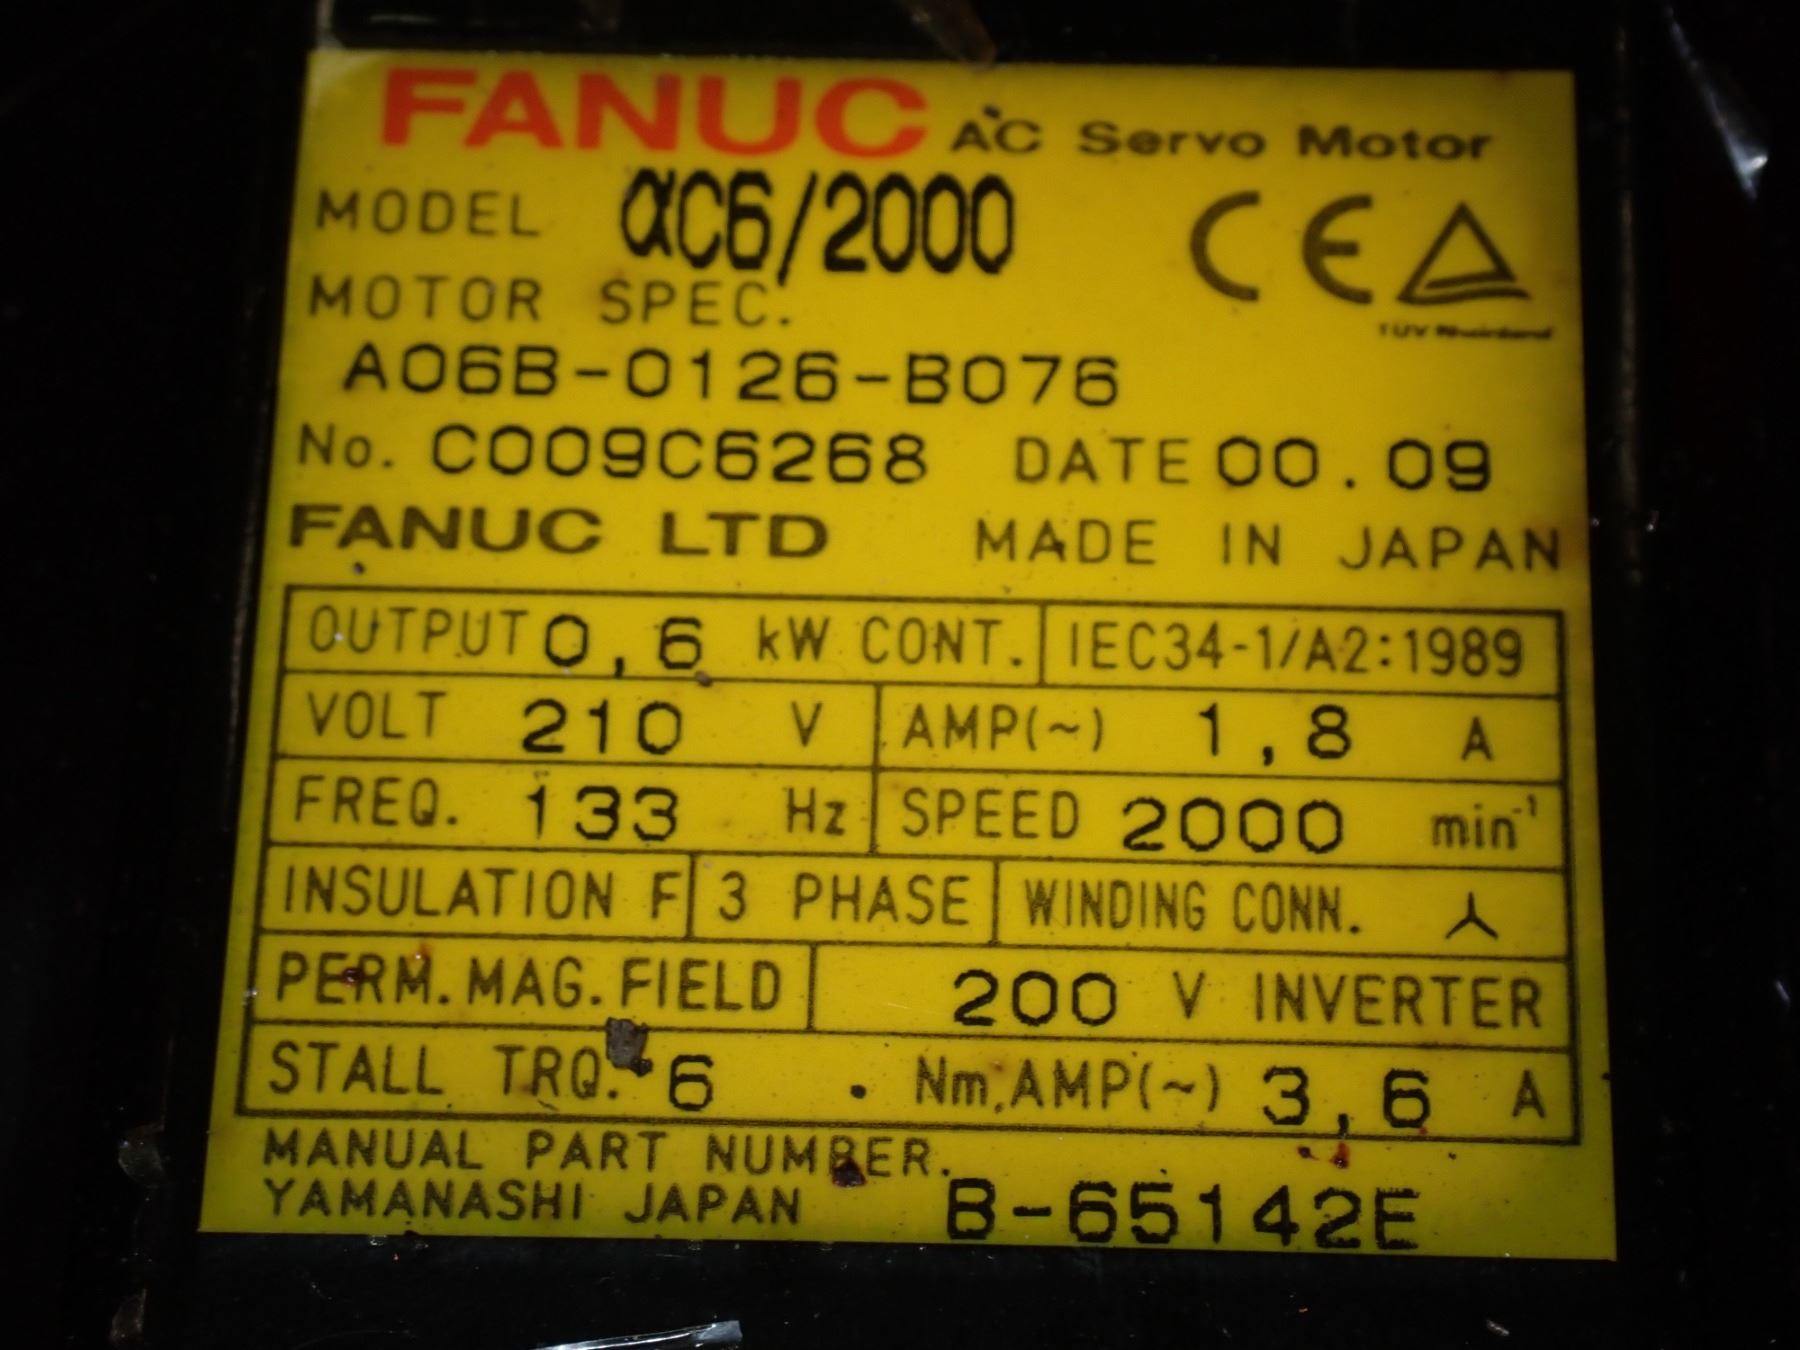 FANUC AC Servo Motor
MODEL αC6/2000
CE
MOTOR SPEC.
TÜV Rheinland
A06B-0126-B076
No. C009C6268 DATE 00.09
FANUC LTD MADE IN JAPAN
OUTPUT 0,6 kW CONT. IEC34-1/A2:1989
VOLT 210 V AMP(~) 1,8 A
FREQ. 133 Hz SPEED 2000 min⁻¹
INSULATION F 3 PHASE WINDING CONN.
PERM.MAG.FIELD 200 V INVERTER
STALL TRQ. 6 . Nm,AMP(~) 3,6 A
MANUAL PART NUMBER.
YAMANASHI JAPAN B-65142E